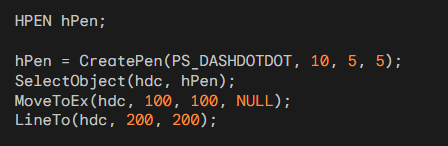 HPEN hPen;
hPen = CreatePen(PS_DASHDOTDOT, 10, 5, 5);
SelectObject(hdc, hPen);
MoveToEx(hdc, 100, 100, NULL);
LineTo(hdc, 200, 200);